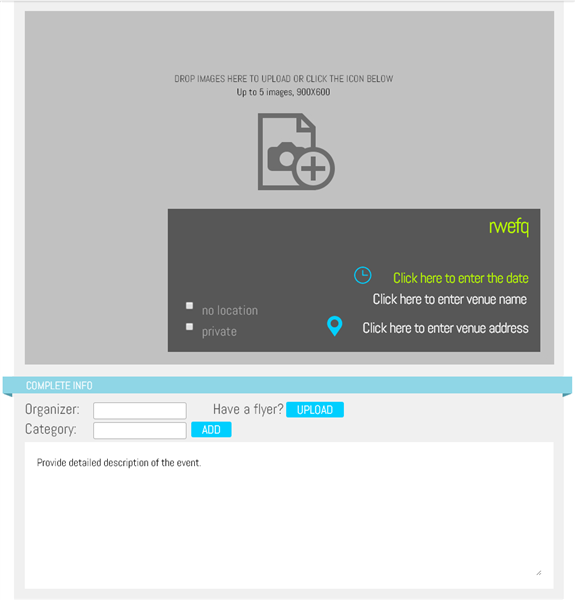 DROP IMAGES HERE TO UPLOAD OR CLICK THE ICON BELOW
Up to 5 images, 900X600
rwefq
Click here to enter the date
Click here to enter venue name
no location
private
Click here to enter venue address
COMPLETE INFO
Organizer:
Have a flyer? UPLOAD
Category:
ADD
Provide detailed description of the event.